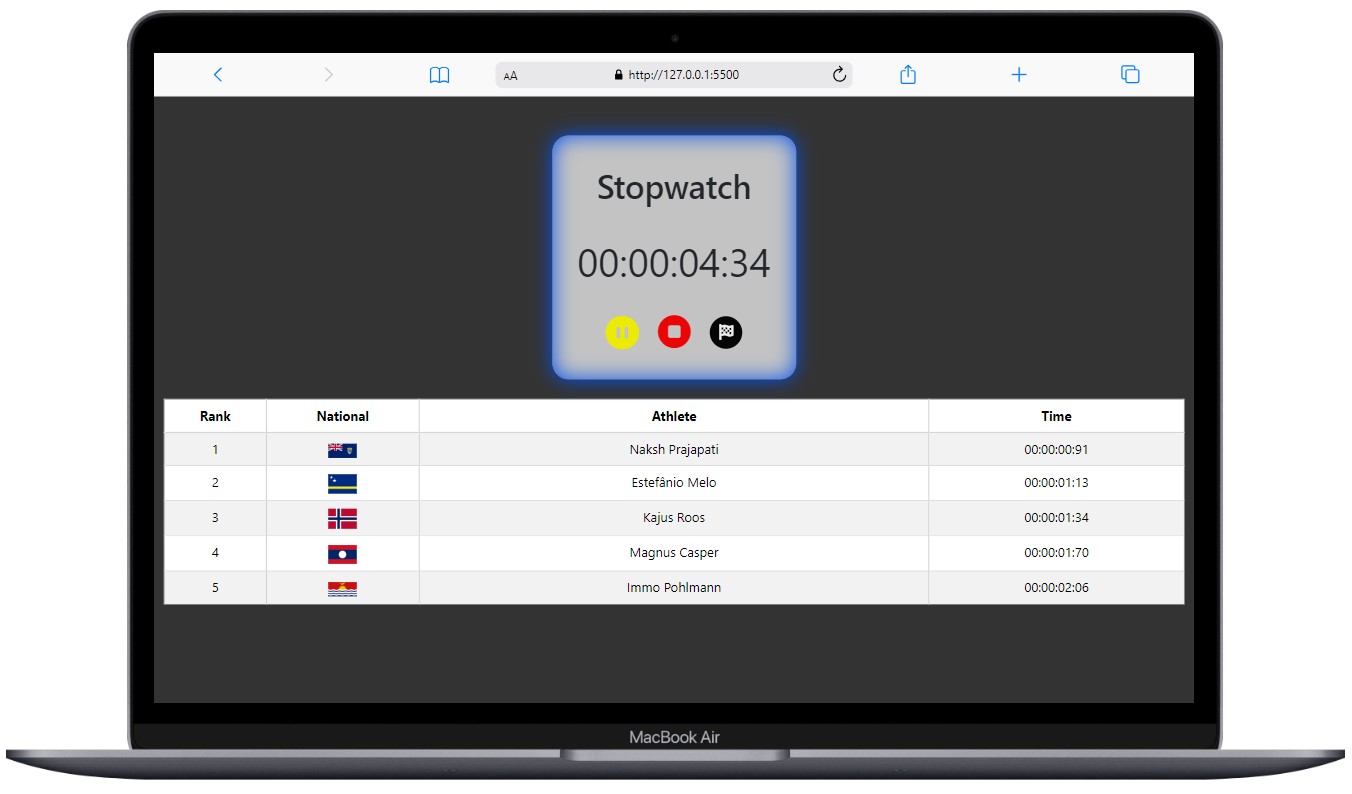 AA http://127.0.0.1:5500
Stopwatch
00:00:04:34
Rank National Athlete Time
1 Naksh Prajapati 00:00:00:91
2 Estefânio Melo 00:00:01:13
3 Kajus Roos 00:00:01:34
4 Magnus Casper 00:00:01:70
5 Immo Pohlmann 00:00:02:06
MacBook Air